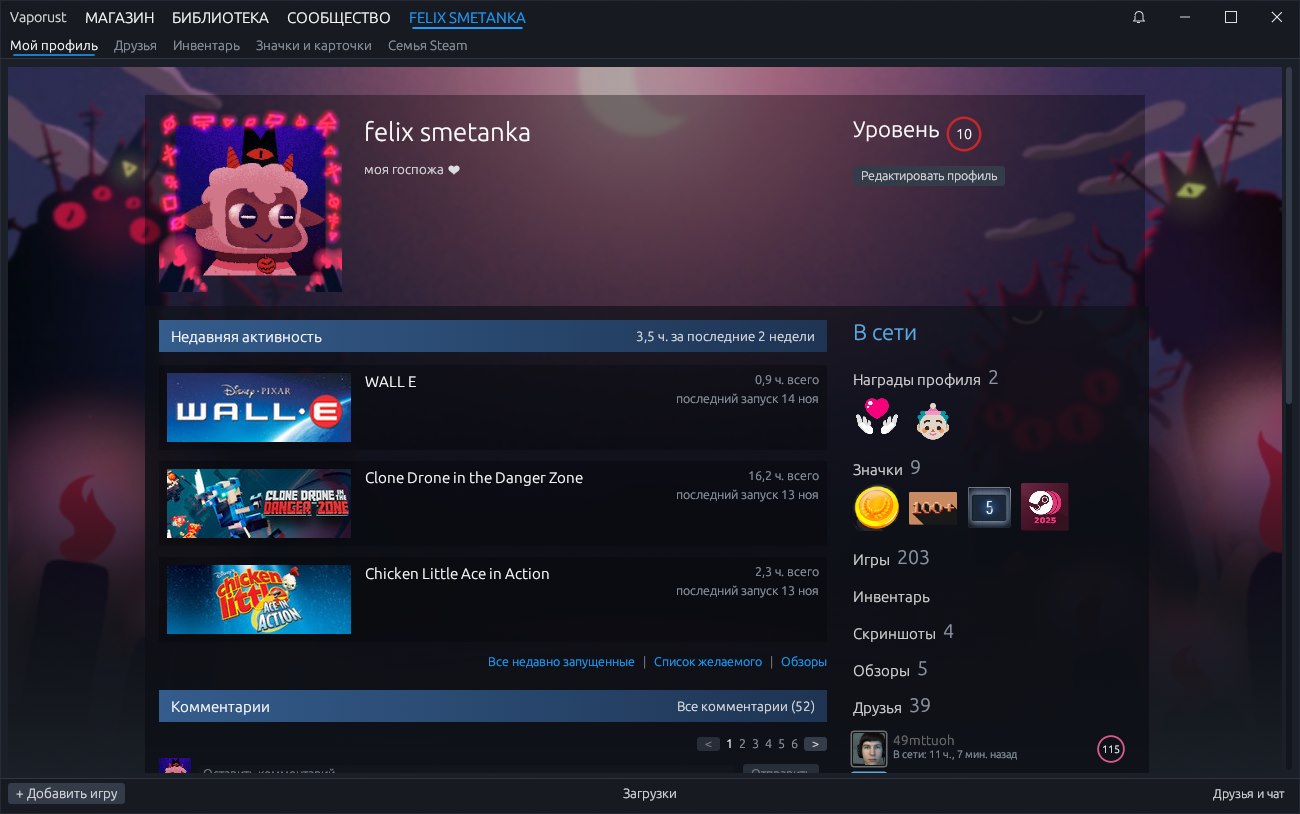 Vaporust МАГАЗИН БИБЛИОТЕКА СООБЩЕСТВО FELIX SMETANKA
Мой профиль Друзья Инвентарь Значки и карточки Семья Steam
felix smetanka
моя госпожа ❤
Уровень 10
Редактировать профиль
Недавняя активность 3,5 ч. за последние 2 недели
Disney · PIXAR
WALL·E
WALL E
0,9 ч. всего
последний запуск 14 ноя
CLONE DRONE IN THE
DANGER ZONE
Clone Drone in the Danger Zone
16,2 ч. всего
последний запуск 13 ноя
Disney's
chicken
little
ACE IN
ACTION
Chicken Little Ace in Action
2,3 ч. всего
последний запуск 13 ноя
Все недавно запущенные | Список желаемого | Обзоры
Комментарии Все комментарии (52)
< 1 2 3 4 5 6 >
Оставить комментарий Отправить
В сети
Награды профиля 2
Значки 9
100+ 5 2025
Игры 203
Инвентарь
Скриншоты 4
Обзоры 5
Друзья 39
49mttuoh
В сети: 11 ч., 7 мин. назад
115
+ Добавить игру Загрузки Друзья и чат